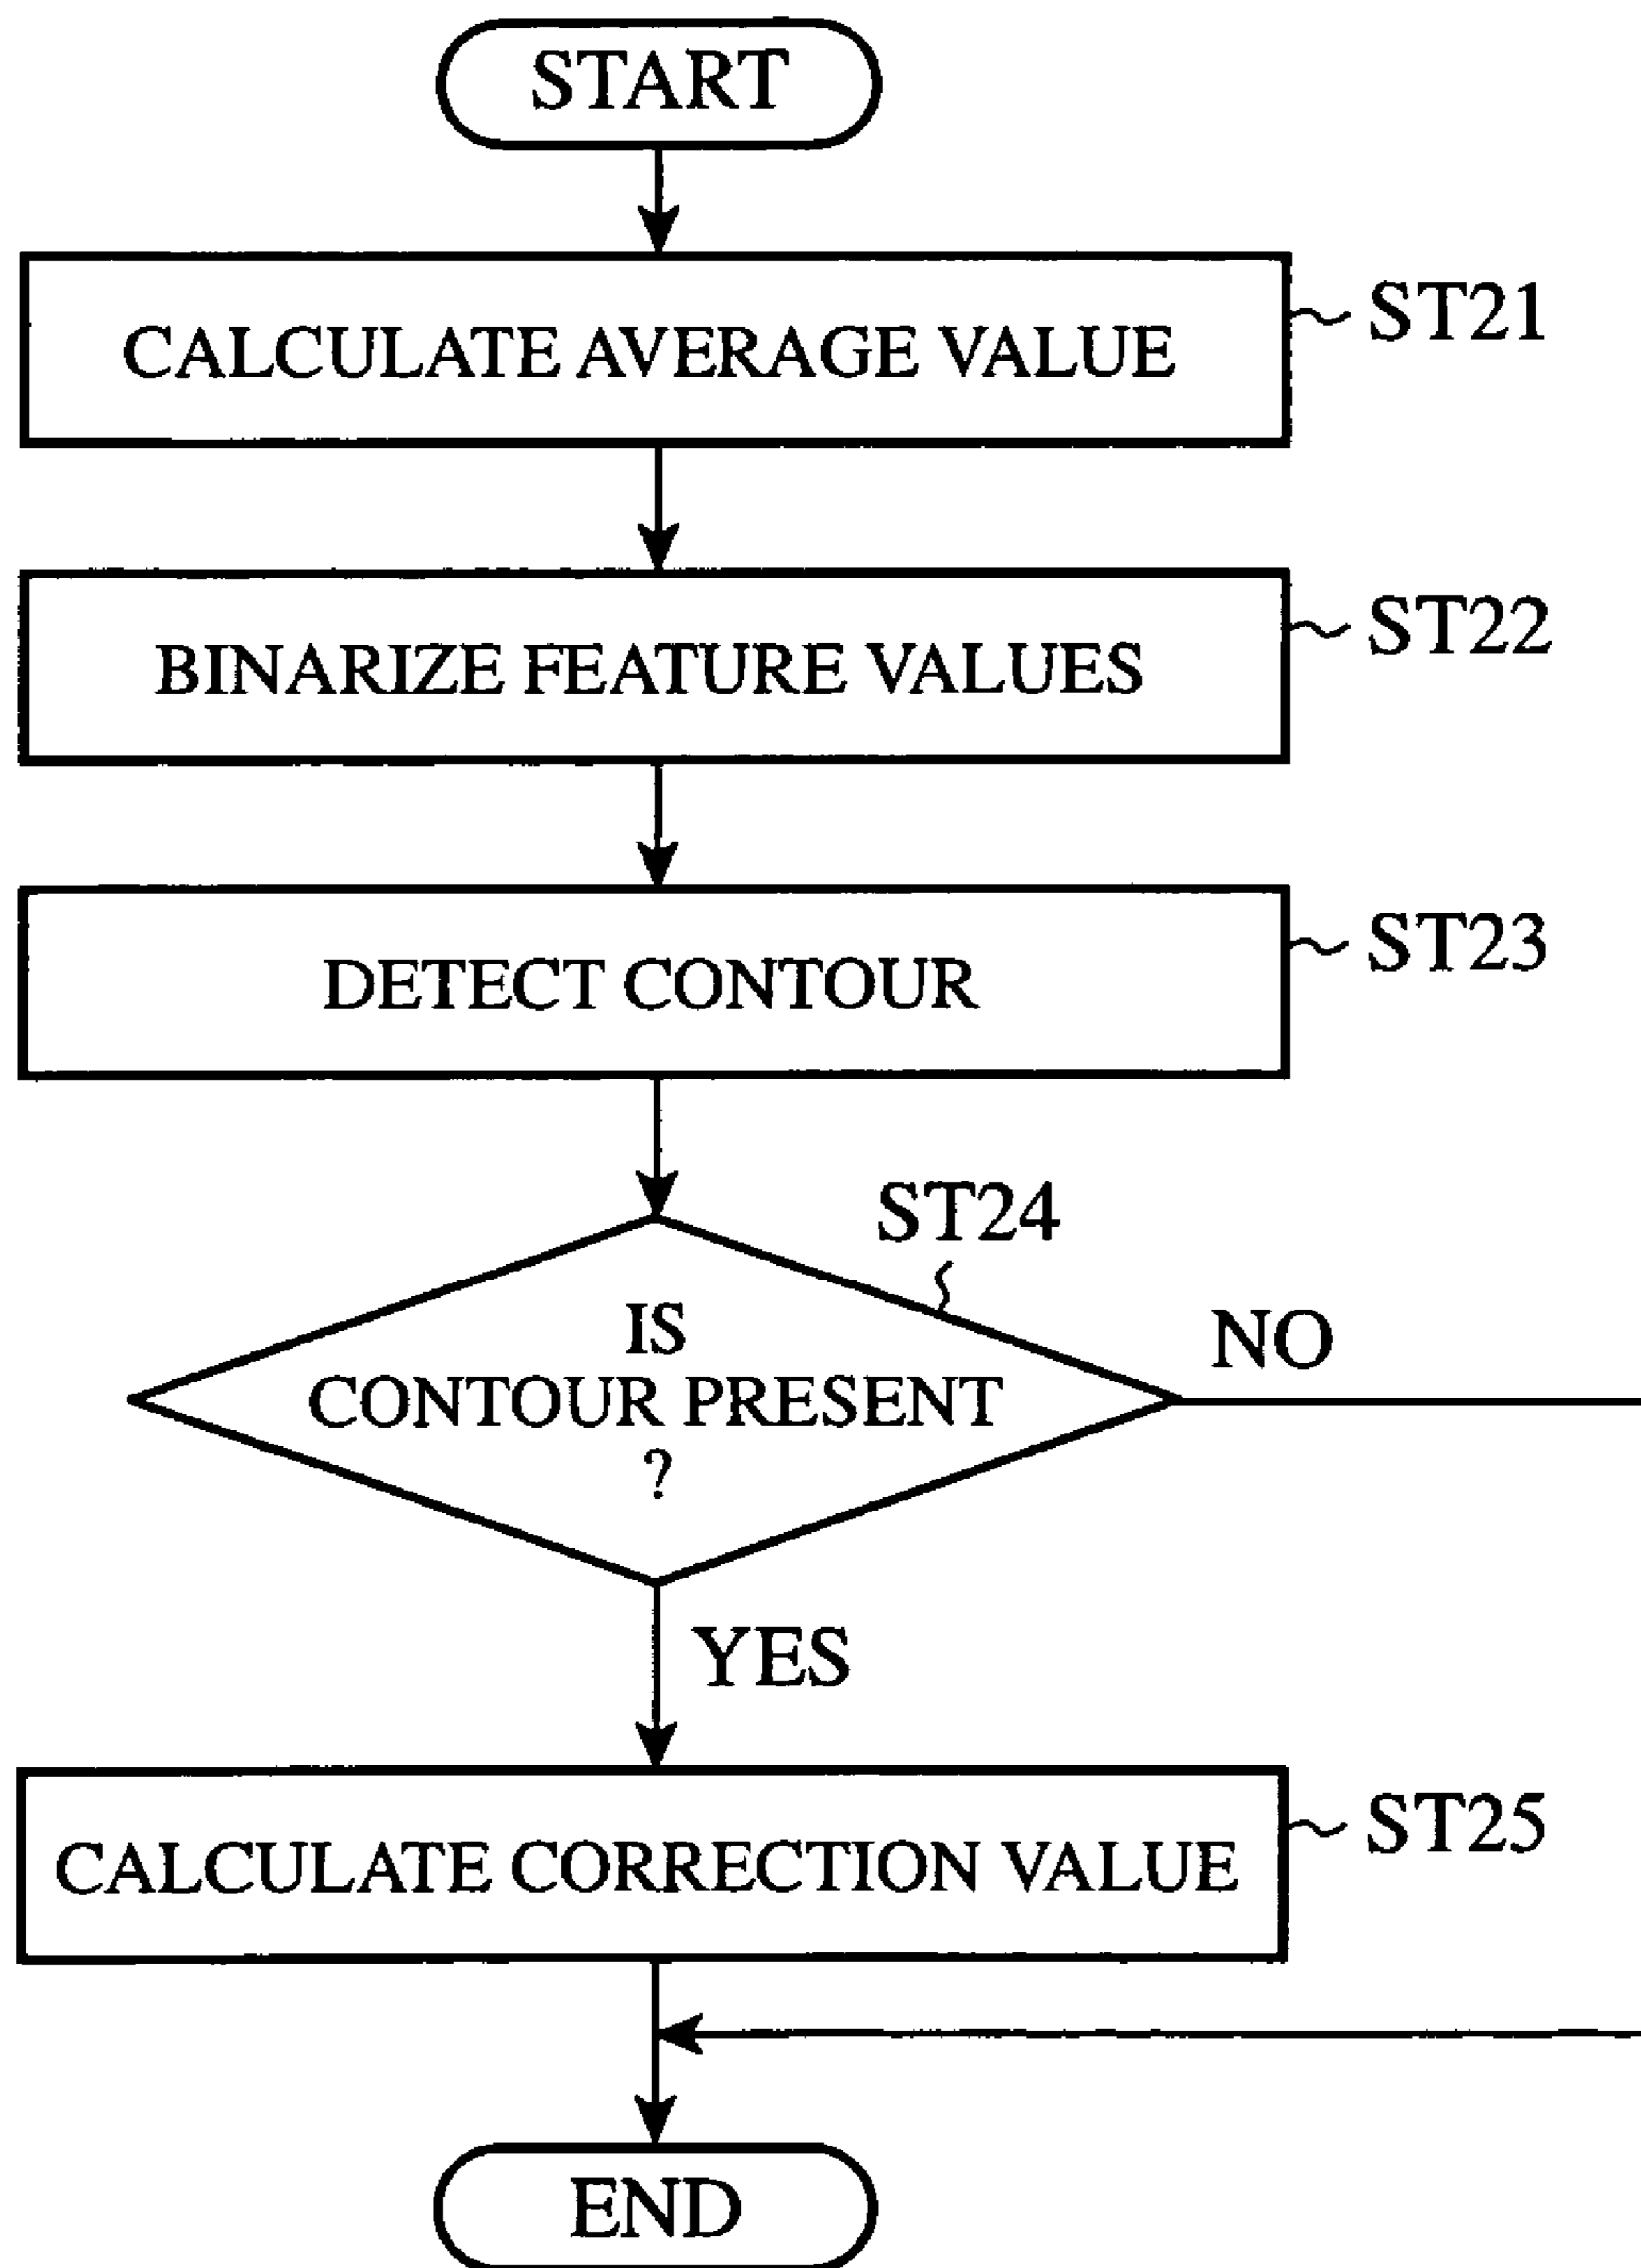 START
CALCULATE AVERAGE VALUE
ST21
BINARIZE FEATURE VALUES
ST22
DETECT CONTOUR
ST23
ST24
IS
CONTOUR PRESENT
?
NO
YES
CALCULATE CORRECTION VALUE
ST25
END